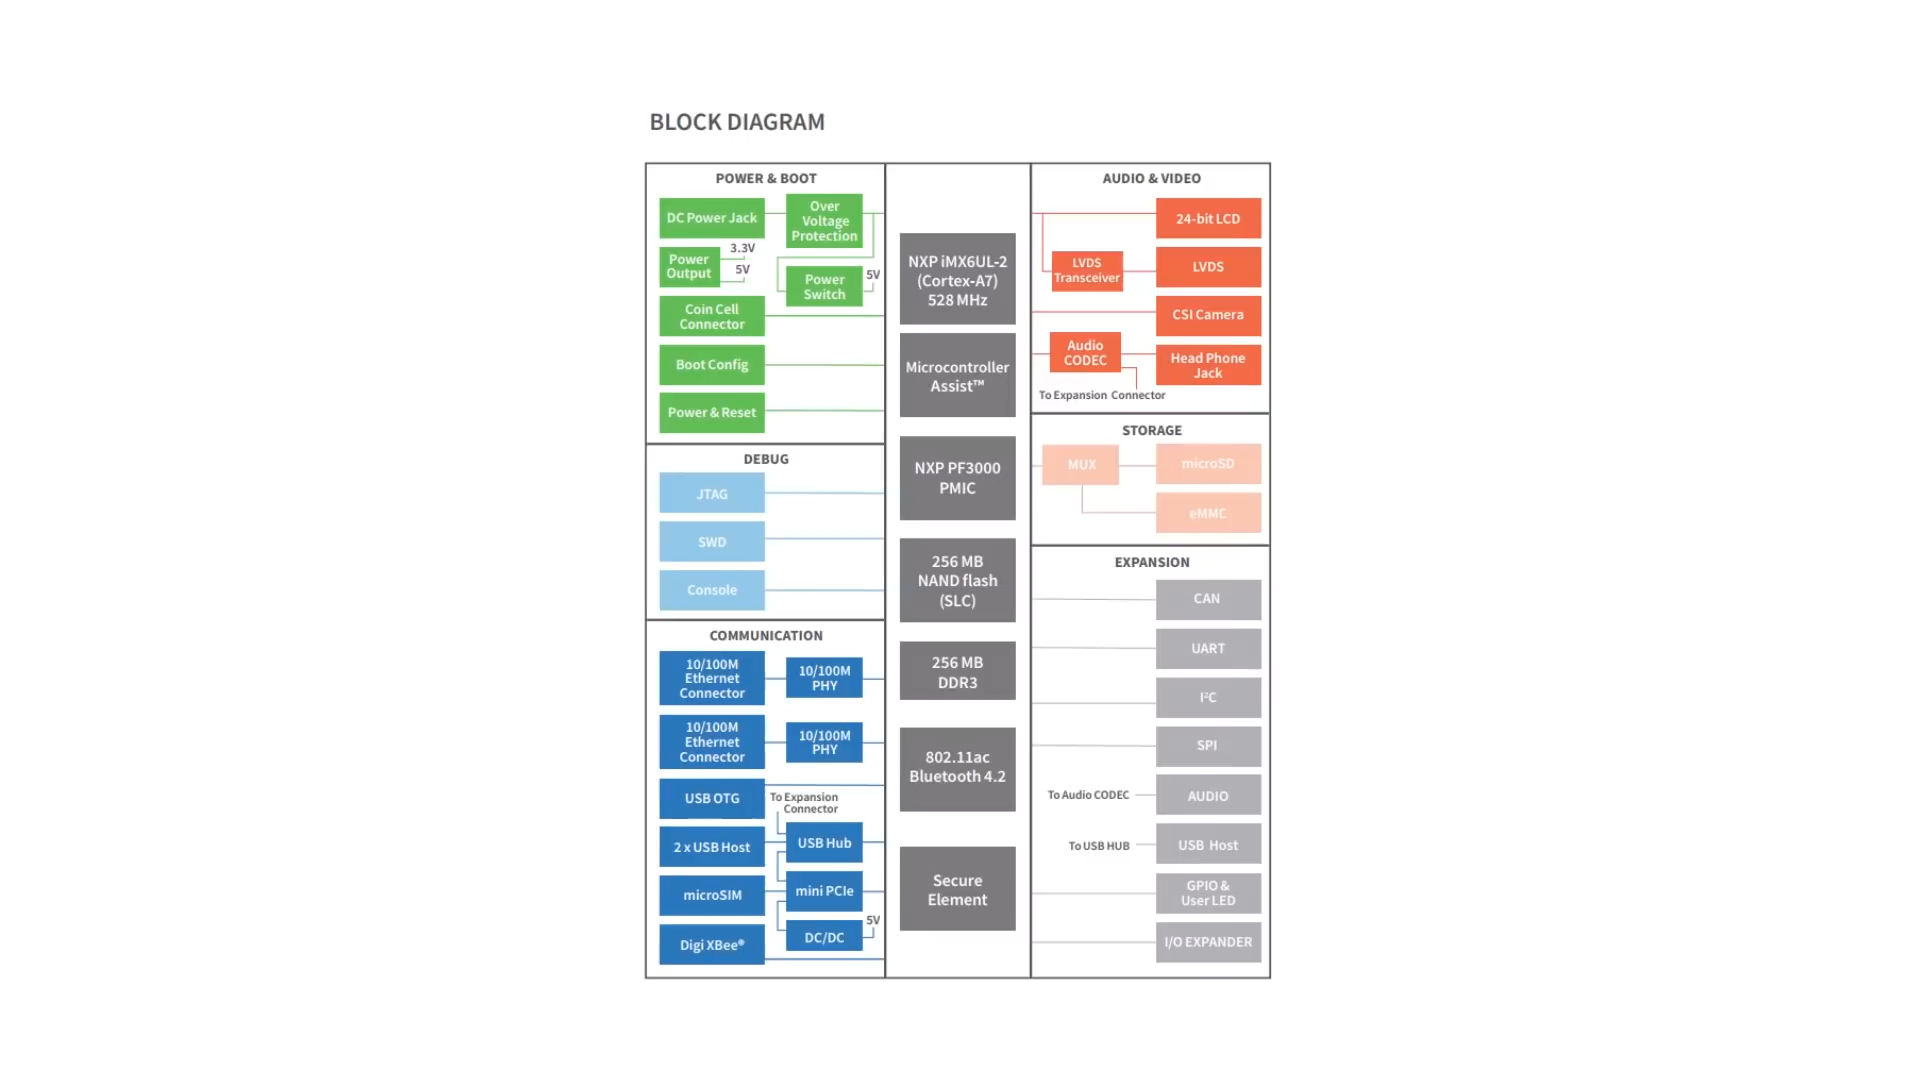 BLOCK DIAGRAM
POWER & BOOT
DC Power Jack
Over
Voltage
Protection
Power
Output
3.3V
5V
Power
Switch
5V
Coin Cell
Connector
Boot Config
Power & Reset
DEBUG
JTAG
SWD
Console
COMMUNICATION
10/100M
Ethernet
Connector
10/100M
PHY
10/100M
Ethernet
Connector
10/100M
PHY
USB OTG
To Expansion
Connector
2 x USB Host
USB Hub
microSIM
mini PCIe
Digi XBee®
DC/DC
5V
NXP iMX6UL-2
(Cortex-A7)
528 MHz
Microcontroller
Assist™
NXP PF3000
PMIC
256 MB
NAND flash
(SLC)
256 MB
DDR3
802.11ac
Bluetooth 4.2
Secure
Element
AUDIO & VIDEO
24-bit LCD
LVDS
Transceiver
LVDS
CSI Camera
Audio
CODEC
Head Phone
Jack
To Expansion Connector
STORAGE
MUX
microSD
eMMC
EXPANSION
CAN
UART
I²C
SPI
To Audio CODEC
AUDIO
To USB HUB
USB Host
GPIO &
User LED
I/O EXPANDER